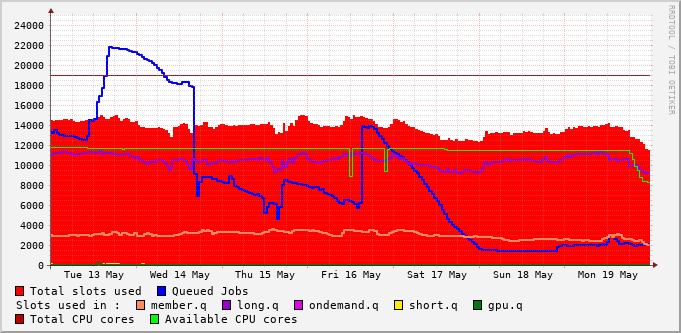 RRDTOOL / TOBI OETIKER
24000
22000
20000
18000
16000
14000
12000
10000
8000
6000
4000
2000
0
Tue 13 May Wed 14 May Thu 15 May Fri 16 May Sat 17 May Sun 18 May Mon 19 May
Total slots used Queued Jobs
Slots used in : member.q long.q ondemand.q short.q gpu.q
Total CPU cores Available CPU cores